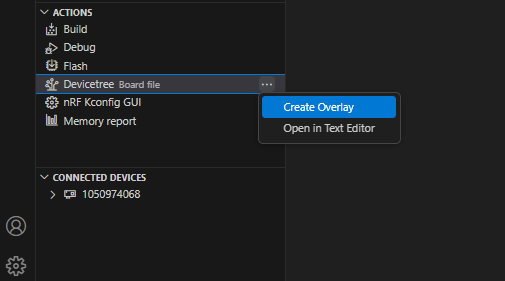 ACTIONS
Build
Debug
Flash
Devicetree Board file
Create Overlay
nRF Kconfig GUI
Open in Text Editor
Memory report
CONNECTED DEVICES
1050974068